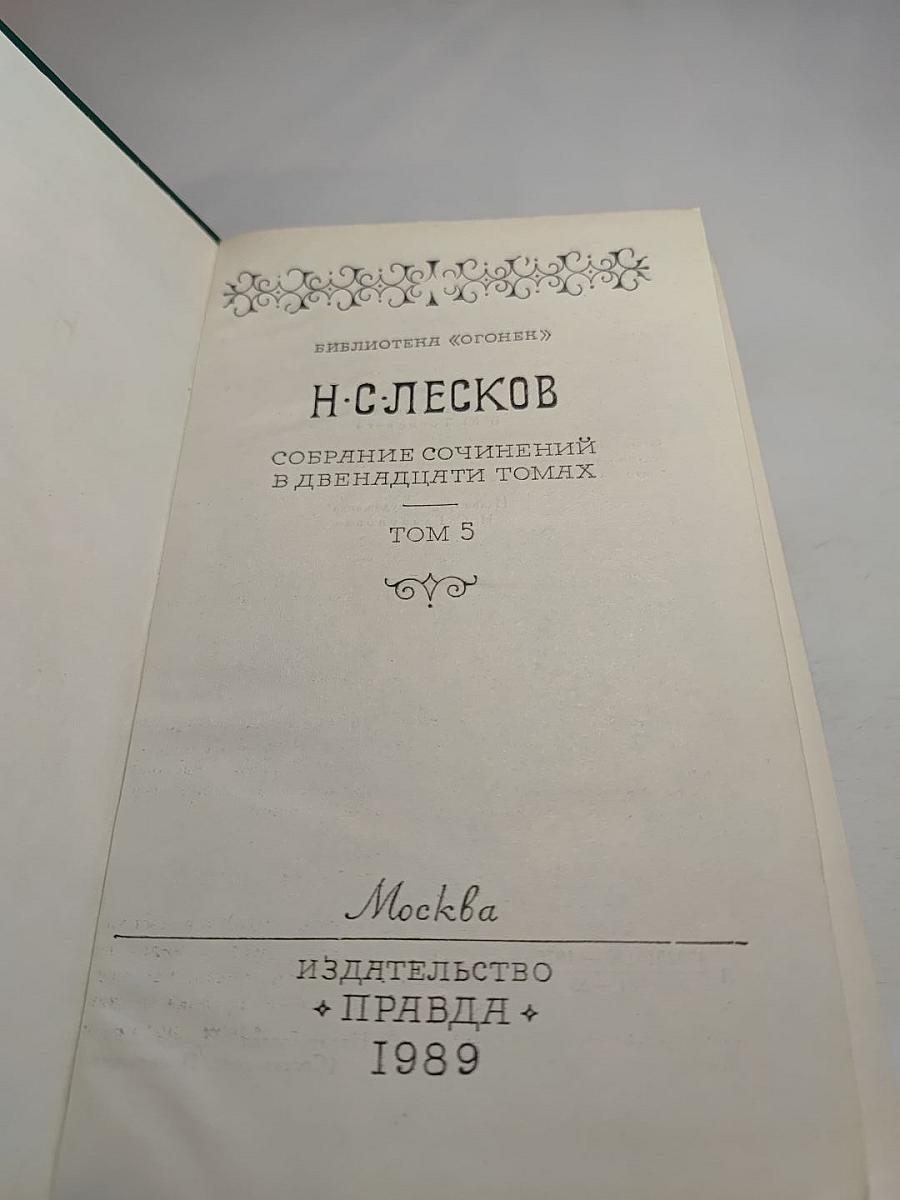 БИБЛИОТЕКА «ОГОНЕК»
Н·С·ЛЕСКОВ
СОБРАНИЕ СОЧИНЕНИЙ
В ДВЕНАДЦАТИ ТОМАХ
ТОМ 5
Москва
ИЗДАТЕЛЬСТВО
ПРАВДА
1989